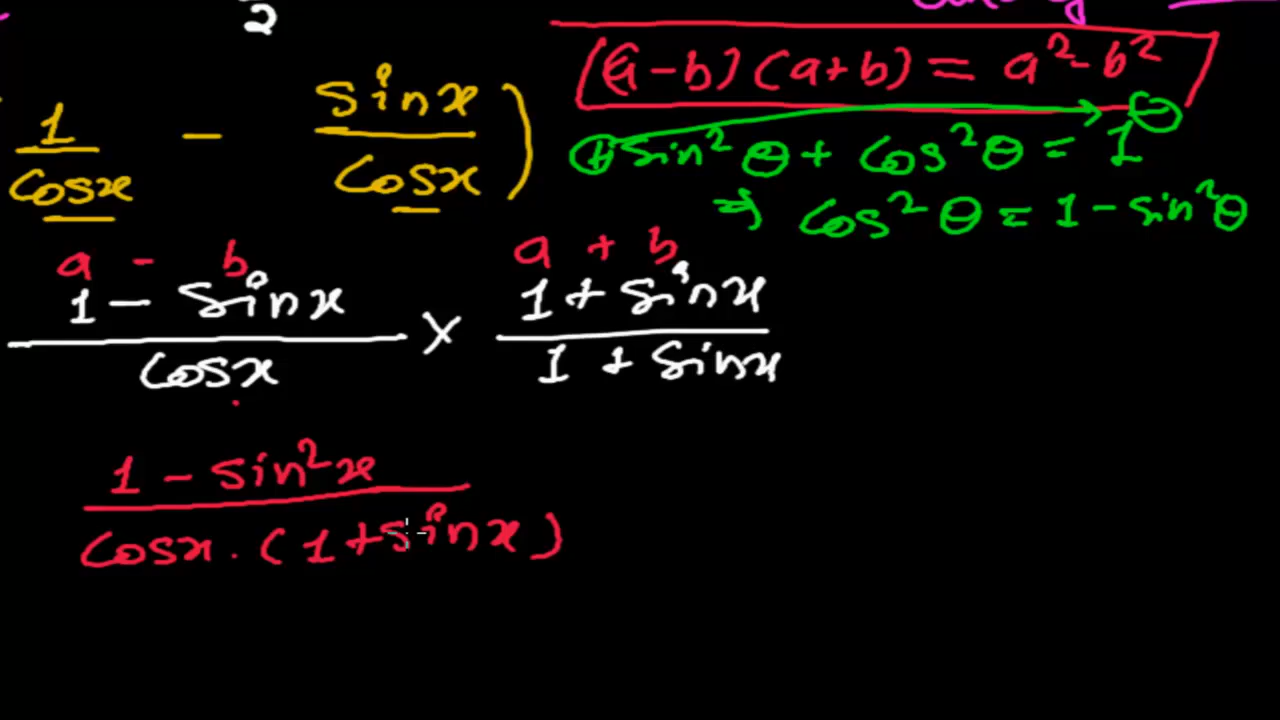 2
(a-b)(a+b) = a²-b²
1/cosx - sinx/cosx)
⊕sin²θ + cos²θ = 1
⇒ cos²θ = 1 - sin²θ
a - b a + b
1 - sinx/cosx × 1 + sinx/1 + sinx
1 - sin²x/cosx.(1+sinx)